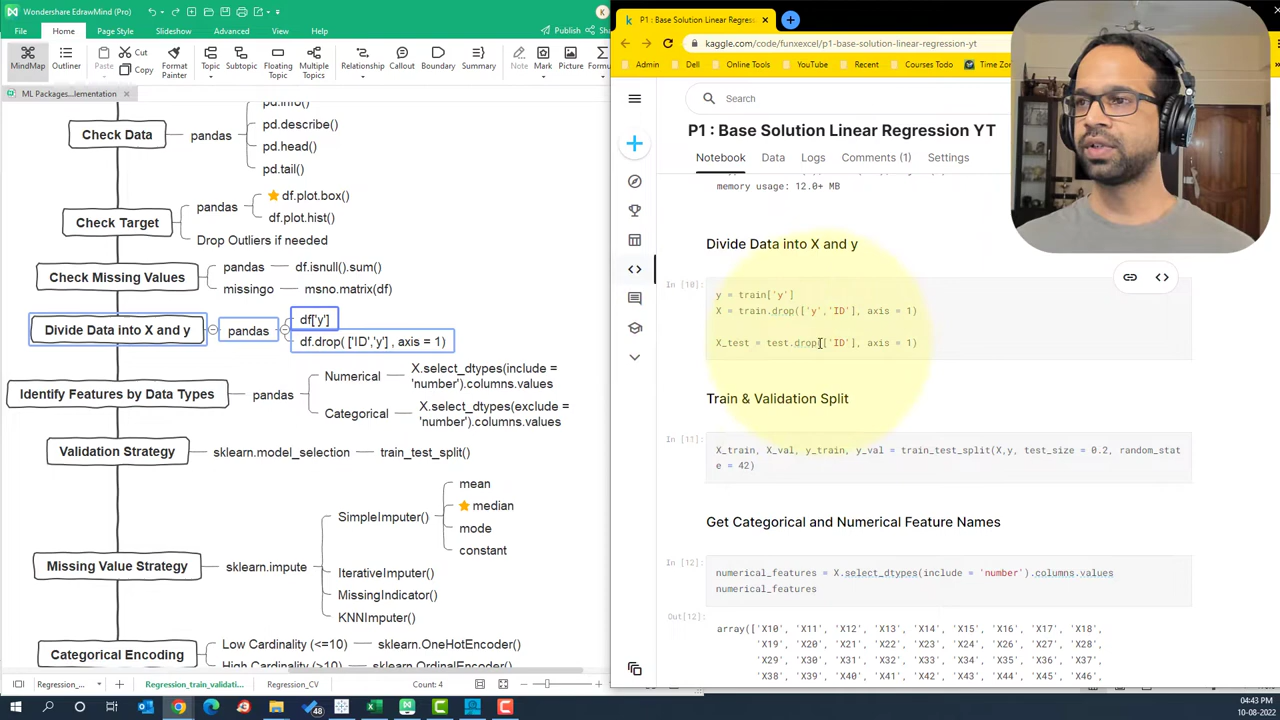 Wondershare EdrawMind (Pro)
File
Home
Page Style
Slideshow
Advanced
View
Publish
MindMap
Outliner
Paste
Cut
Copy
Format Painter
Topic
Subtopic
Floating Topic
Multiple Topics
Relationship
Callout
Boundary
Summary
Note
Mark
Picture
ML Packages...lementation
pd.info()
Check Data
pandas
pd.describe()
pd.head()
pd.tail()
Check Target
pandas
df.plot.box()
df.plot.hist()
Drop Outliers if needed
Check Missing Values
pandas
df.isnull().sum()
missingo
msno.matrix(df)
Divide Data into X and y
pandas
df['y']
df.drop( ['ID','y'] , axis = 1)
Identify Features by Data Types
pandas
Numerical
X.select_dtypes(include = 'number').columns.values
Categorical
X.select_dtypes(exclude = 'number').columns.values
Validation Strategy
sklearn.model_selection
train_test_split()
Missing Value Strategy
sklearn.impute
SimpleImputer()
mean
median
mode
constant
IterativeImputer()
MissingIndicator()
KNNImputer()
Categorical Encoding
Low Cardinality (<=10)
sklearn.OneHotEncoder()
High Cardinality (>10)
sklearn.OrdinalEncoder()
Regression_...
Regression_train_validati...
Regression_CV
Count: 4
P1 : Base Solution Linear Regress
kaggle.com/code/funxexcel/p1-base-solution-linear-regression-yt
Admin
Dell
Online Tools
YouTube
Recent
Courses Todo
Time Zon
Search
P1 : Base Solution Linear Regression YT
Notebook
Data
Logs
Comments (1)
Settings
memory usage: 12.0+ MB
Divide Data into X and y
In [10]:
y = train['y']
X = train.drop(['y','ID'], axis = 1)
X_test = test.drop(['ID'], axis = 1)
Train & Validation Split
In [11]:
X_train, X_val, y_train, y_val = train_test_split(X,y, test_size = 0.2, random_stat
e = 42)
Get Categorical and Numerical Feature Names
In [12]:
numerical_features = X.select_dtypes(include = 'number').columns.values
numerical_features
Out[12]:
array(['X10', 'X11', 'X12', 'X13', 'X14', 'X15', 'X16', 'X17', 'X18',
'X19', 'X20', 'X21', 'X22', 'X23', 'X24', 'X26', 'X27', 'X28',
'X29', 'X30', 'X31', 'X32', 'X33', 'X34', 'X35', 'X36', 'X37',
'X38', 'X39', 'X40', 'X41', 'X42', 'X43', 'X44', 'X45', 'X46',
04:43 PM
10-08-2022